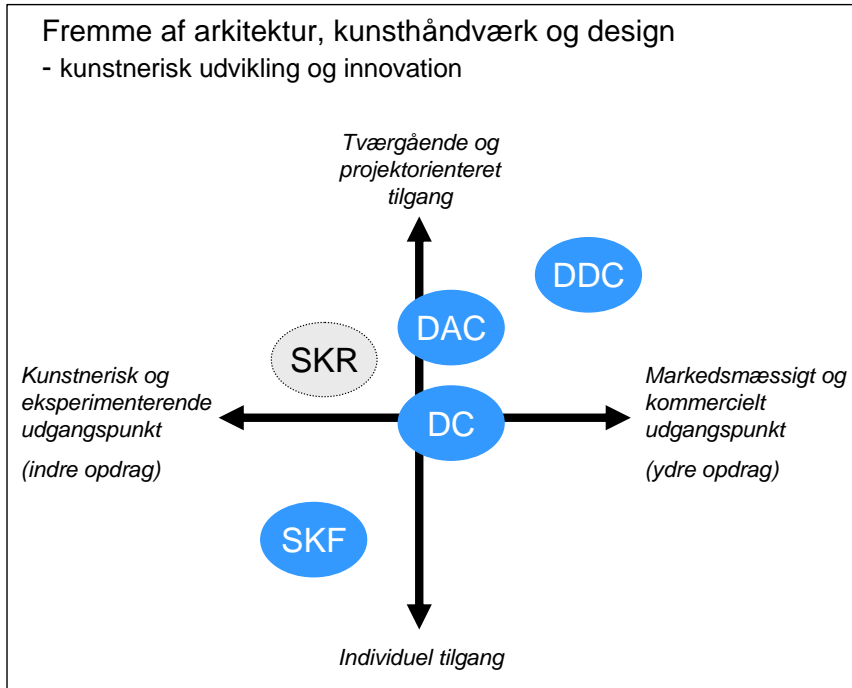 Fremme af arkitektur, kunsthåndværk og design
- kunstnerisk udvikling og innovation
Tværgående og
projektorienteret
tilgang
DDC
DAC
SKR
Kunstnerisk og
eksperimenterende
udgangspunkt
(indre opdrag)
DC
Markedsmæssigt og
kommercielt
udgangspunkt
(ydre opdrag)
SKF
Individuel tilgang